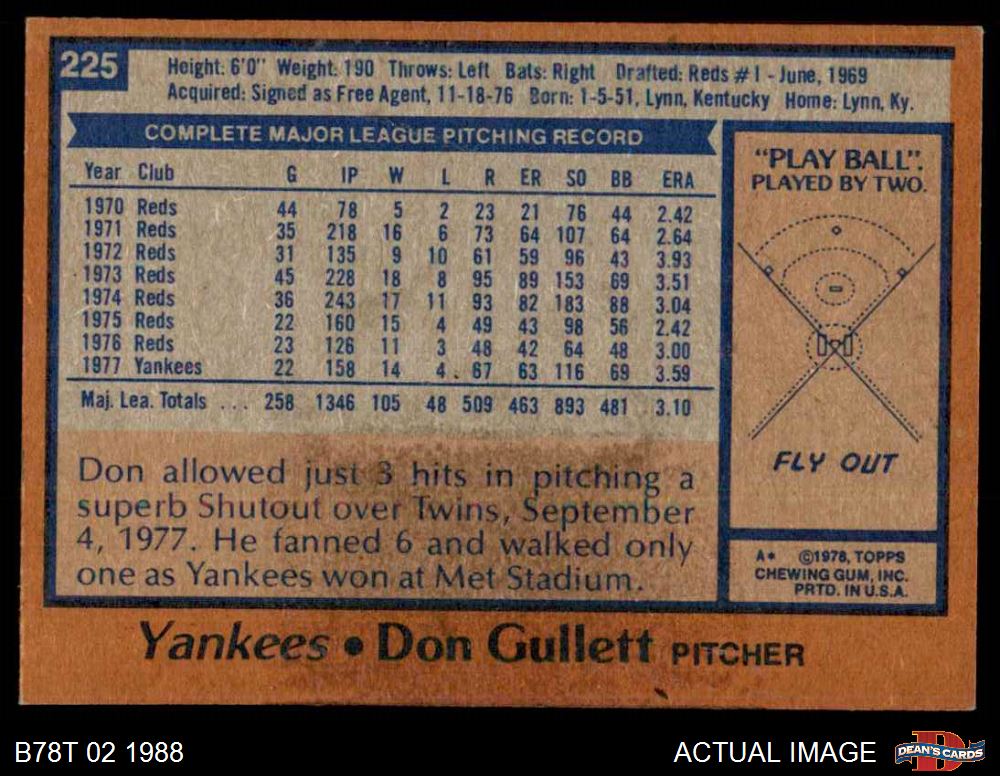 225
Height: 6'0" Weight: 190 Throws: Left Bats: Right Drafted: Reds #1 - June, 1969
Acquired: Signed as Free Agent, 11-18-76 Born: 1-5-51, Lynn, Kentucky Home: Lynn, Ky.
COMPLETE MAJOR LEAGUE PITCHING RECORD
Year Club G IP W L R ER SO BB ERA
1970 Reds 44 78 5 2 23 21 76 44 2.42
1971 Reds 35 218 16 6 73 64 107 64 2.64
1972 Reds 31 135 9 10 61 59 96 43 3.93
1973 Reds 45 228 18 8 95 89 153 69 3.51
1974 Reds 36 243 17 11 93 82 183 88 3.04
1975 Reds 22 160 15 4 49 43 98 56 2.42
1976 Reds 23 126 11 3 48 42 64 48 3.00
1977 Yankees 22 158 14 4 67 63 116 69 3.59
Maj. Lea. Totals ... 258 1346 105 48 509 463 893 481 3.10
Don allowed just 3 hits in pitching a
superb Shutout over Twins, September
4, 1977. He fanned 6 and walked only
one as Yankees won at Met Stadium.
"PLAY BALL".
PLAYED BY TWO.
FLY OUT
A* ©1978, TOPPS
CHEWING GUM, INC.
PRTD. IN U.S.A.
Yankees • Don Gullett PITCHER
B78T 02 1988
ACTUAL IMAGE
DEAN'S CARDS